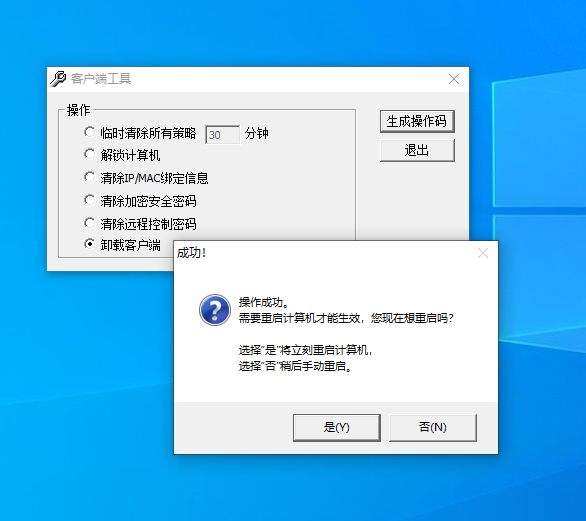 客户端工具
操作
临时清除所有策略 30 分钟
生成操作码
解锁计算机
退出
清除IP/MAC绑定信息
清除加密安全密码
清除远程控制密码
卸载客户端
成功!
操作成功。
需要重启计算机才能生效，您现在想重启吗?
选择“是”将立刻重启计算机，
选择“否”稍后手动重启。
是(Y)
否(N)